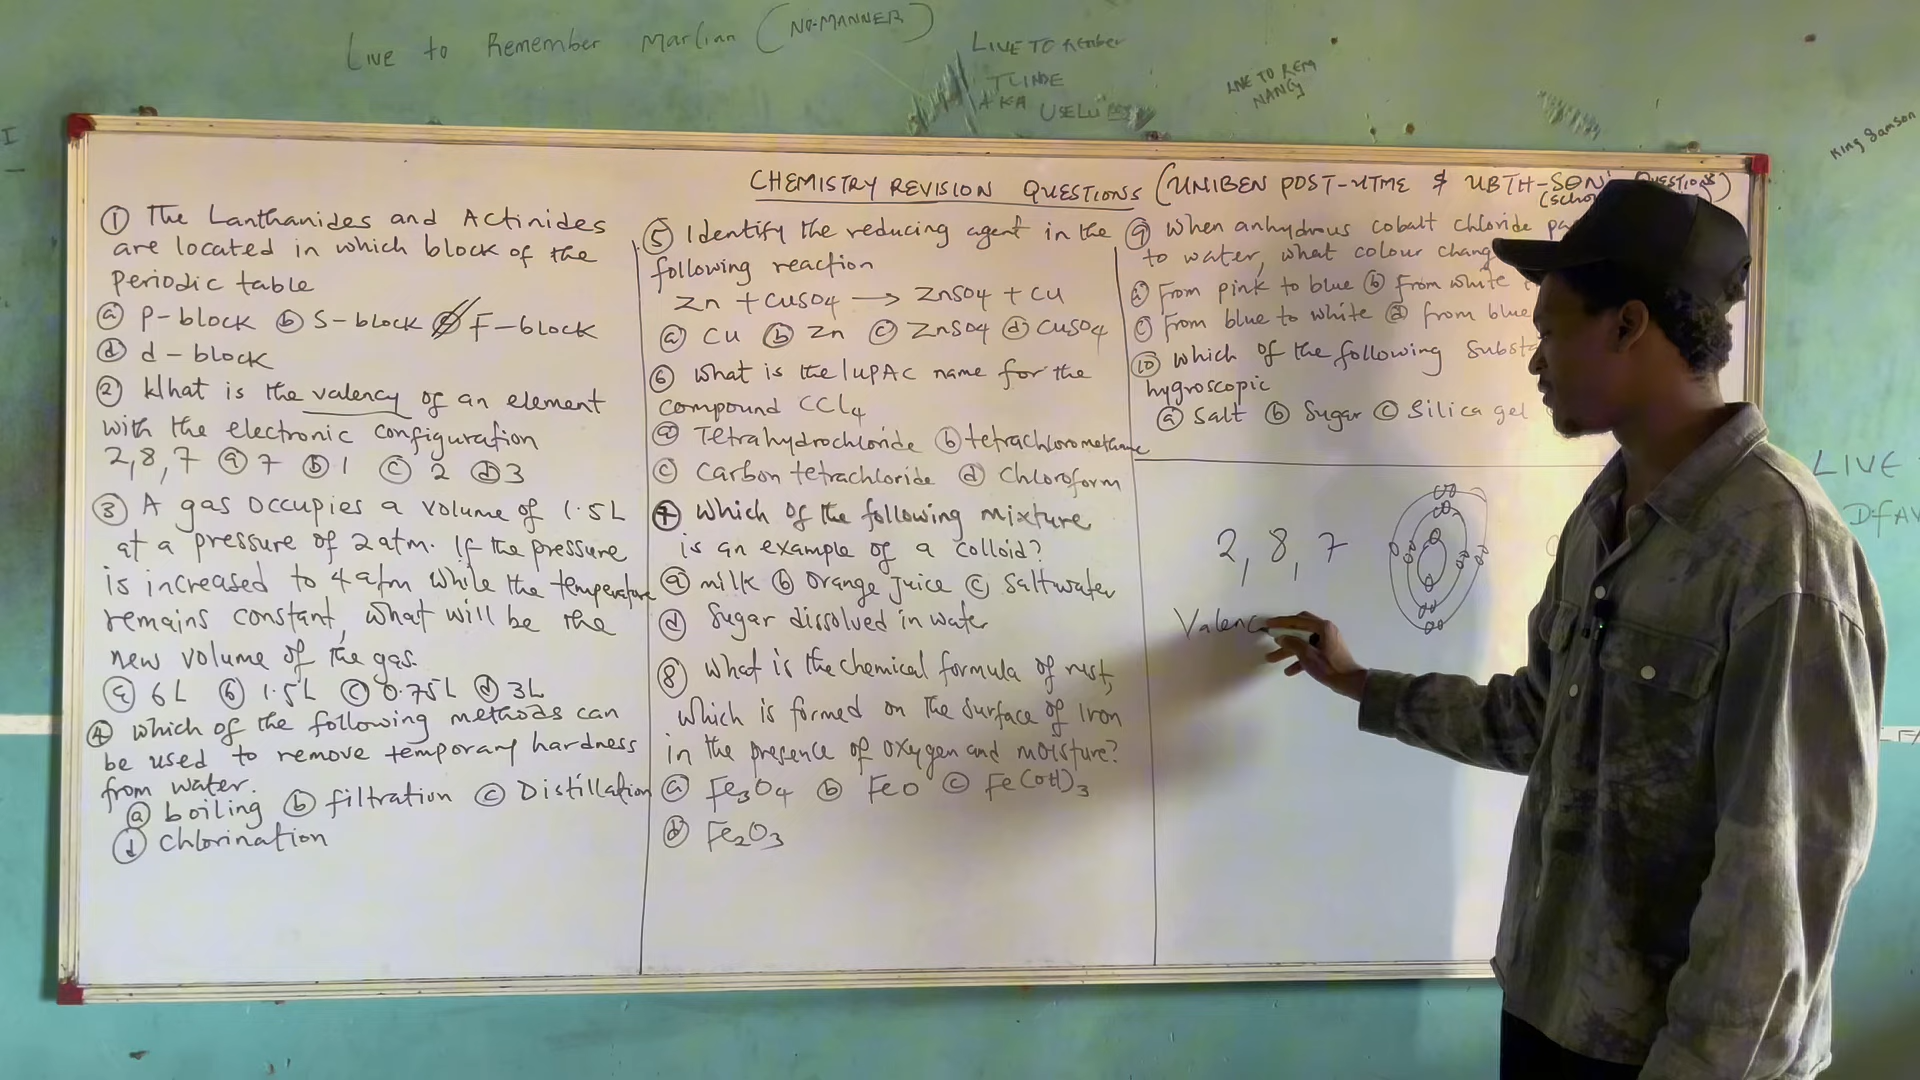 Live to Remember Marlian (NO-MANNER)
LIVE TO Rember
TUNDE
AKA USELU
LIVE TO REM
NANCY
King Samson
I
CHEMISTRY REVISION QUESTIONS (UNIBEN POST-UTME & UBTH-SON QUESTIONS)
① The Lanthanides and Actinides
are located in which block of the
Periodic table
ⓐ P-block ⓑ S-block ⓒ F-block
ⓓ d-block
② What is the valency of an element
with the electronic configuration
2,8,7 ⓐ 7 ⓑ 1 ⓒ 2 ⓓ 3
③ A gas occupies a volume of 1.5L
at a pressure of 2atm. If the pressure
is increased to 4atm while the temperature
remains constant, what will be the
new volume of the gas.
ⓐ 6L ⓑ 1.5L ⓒ 0.75L ⓓ 3L
④ which of the following methods can
be used to remove temporary hardness
from water.
ⓐ boiling ⓑ filtration ⓒ Distillation
ⓓ chlorination
⑤ Identify the reducing agent in the
following reaction
Zn + CuSO4 → ZnSO4 + Cu
ⓐ Cu ⓑ Zn ⓒ ZnSO4 ⓓ CuSO4
⑥ What is the IUPAC name for the
compound CCl4
ⓐ Tetrahydrochloride ⓑ tetrachloromethane
ⓒ Carbon tetrachloride ⓓ Chloroform
⑦ Which of the following mixture
is an example of a colloid?
ⓐ milk ⓑ orange juice ⓒ Saltwater
ⓓ Sugar dissolved in water
⑧ What is the chemical formula of rust,
which is formed on the surface of iron
in the presence of oxygen and moisture?
ⓐ Fe3O4 ⓑ FeO ⓒ Fe(OH)3
ⓓ Fe2O3
⑨ When anhydrous cobalt chloride
to water, what colour
ⓐ From pink to blue ⓑ from white
ⓒ From blue to white ⓓ from blue
⑩ which of the following
hygroscopic
ⓐ Salt ⓑ Sugar ⓒ Silica gel
2, 8, 7
Valenc
LIVE